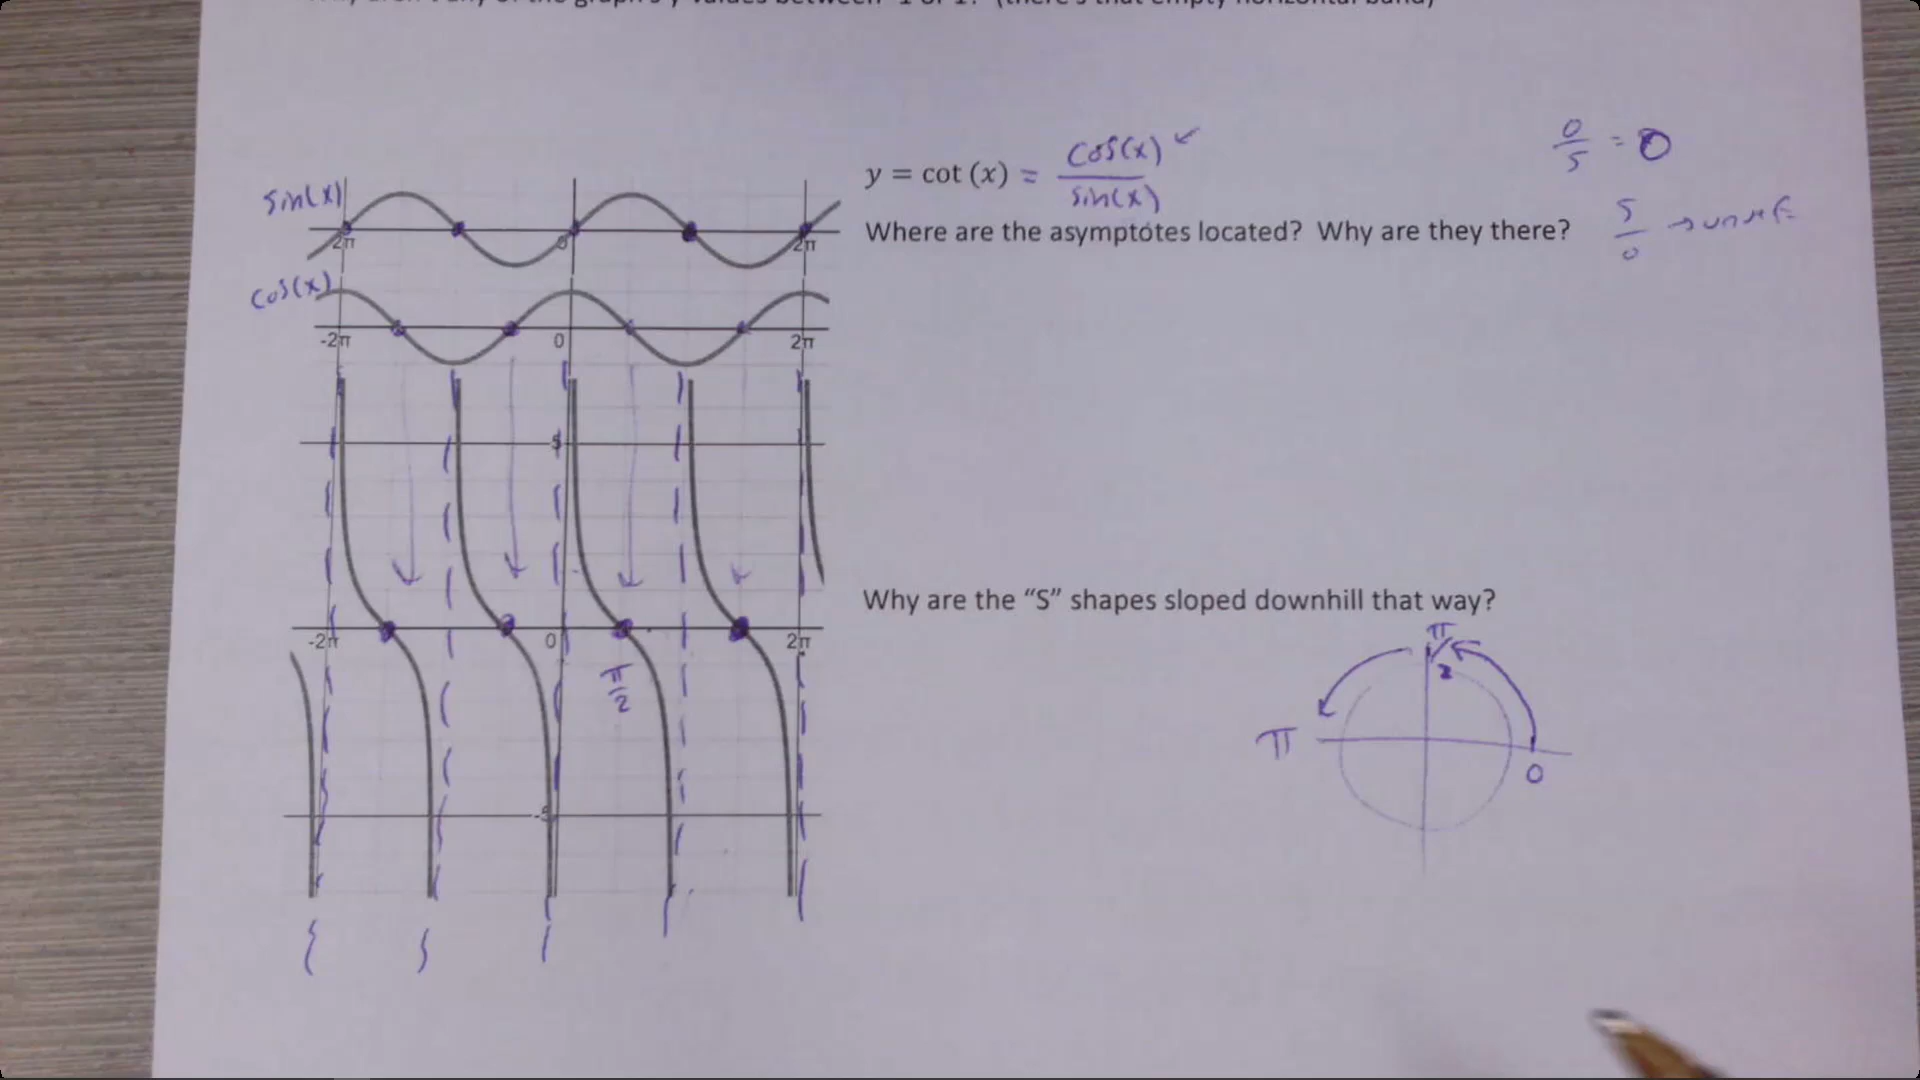 y = cot (x) = cos(x) / sin(x)
0/5 = 0
Where are the asymptotes located? Why are they there?
5/0 →
sin(x)
2π 0 2π
cos(x)
-2π 0 2π
5
-2π 0 2π
π/2
-5
Why are the “S” shapes sloped downhill that way?
π/2
π
0